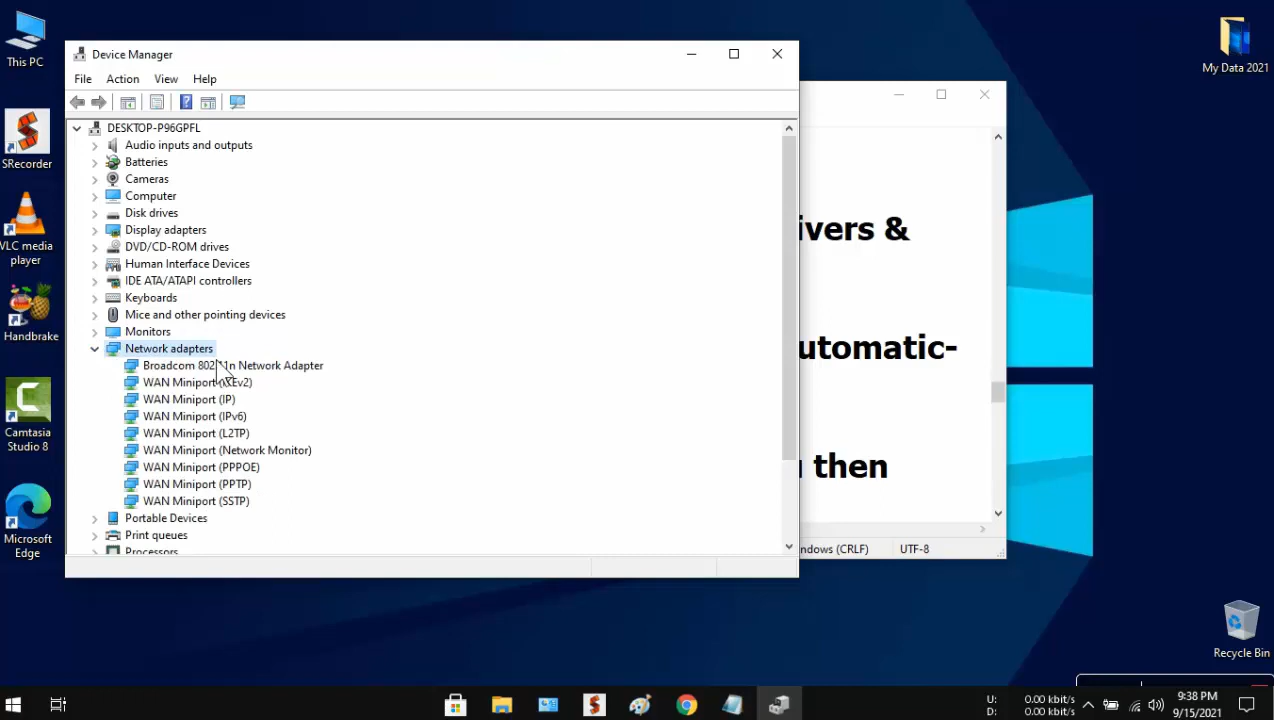 This PC
SRecorder
VLC media
player
Handbrake
Camtasia
Studio 8
Microsoft
Edge
Device Manager
File Action View Help
DESKTOP-P96GPFL
Audio inputs and outputs
Batteries
Cameras
Computer
Disk drives
Display adapters
DVD/CD-ROM drives
Human Interface Devices
IDE ATA/ATAPI controllers
Keyboards
Mice and other pointing devices
Monitors
Network adapters
Broadcom 802.11n Network Adapter
WAN Miniport (IKEv2)
WAN Miniport (IP)
WAN Miniport (IPv6)
WAN Miniport (L2TP)
WAN Miniport (Network Monitor)
WAN Miniport (PPPOE)
WAN Miniport (PPTP)
WAN Miniport (SSTP)
Portable Devices
Print queues
Processors
ivers &
utomatic-
then
ndows (CRLF) UTF-8
My Data 2021
Recycle Bin
U: 0.00 kbit/s
D: 0.00 kbit/s
9:38 PM
9/15/2021